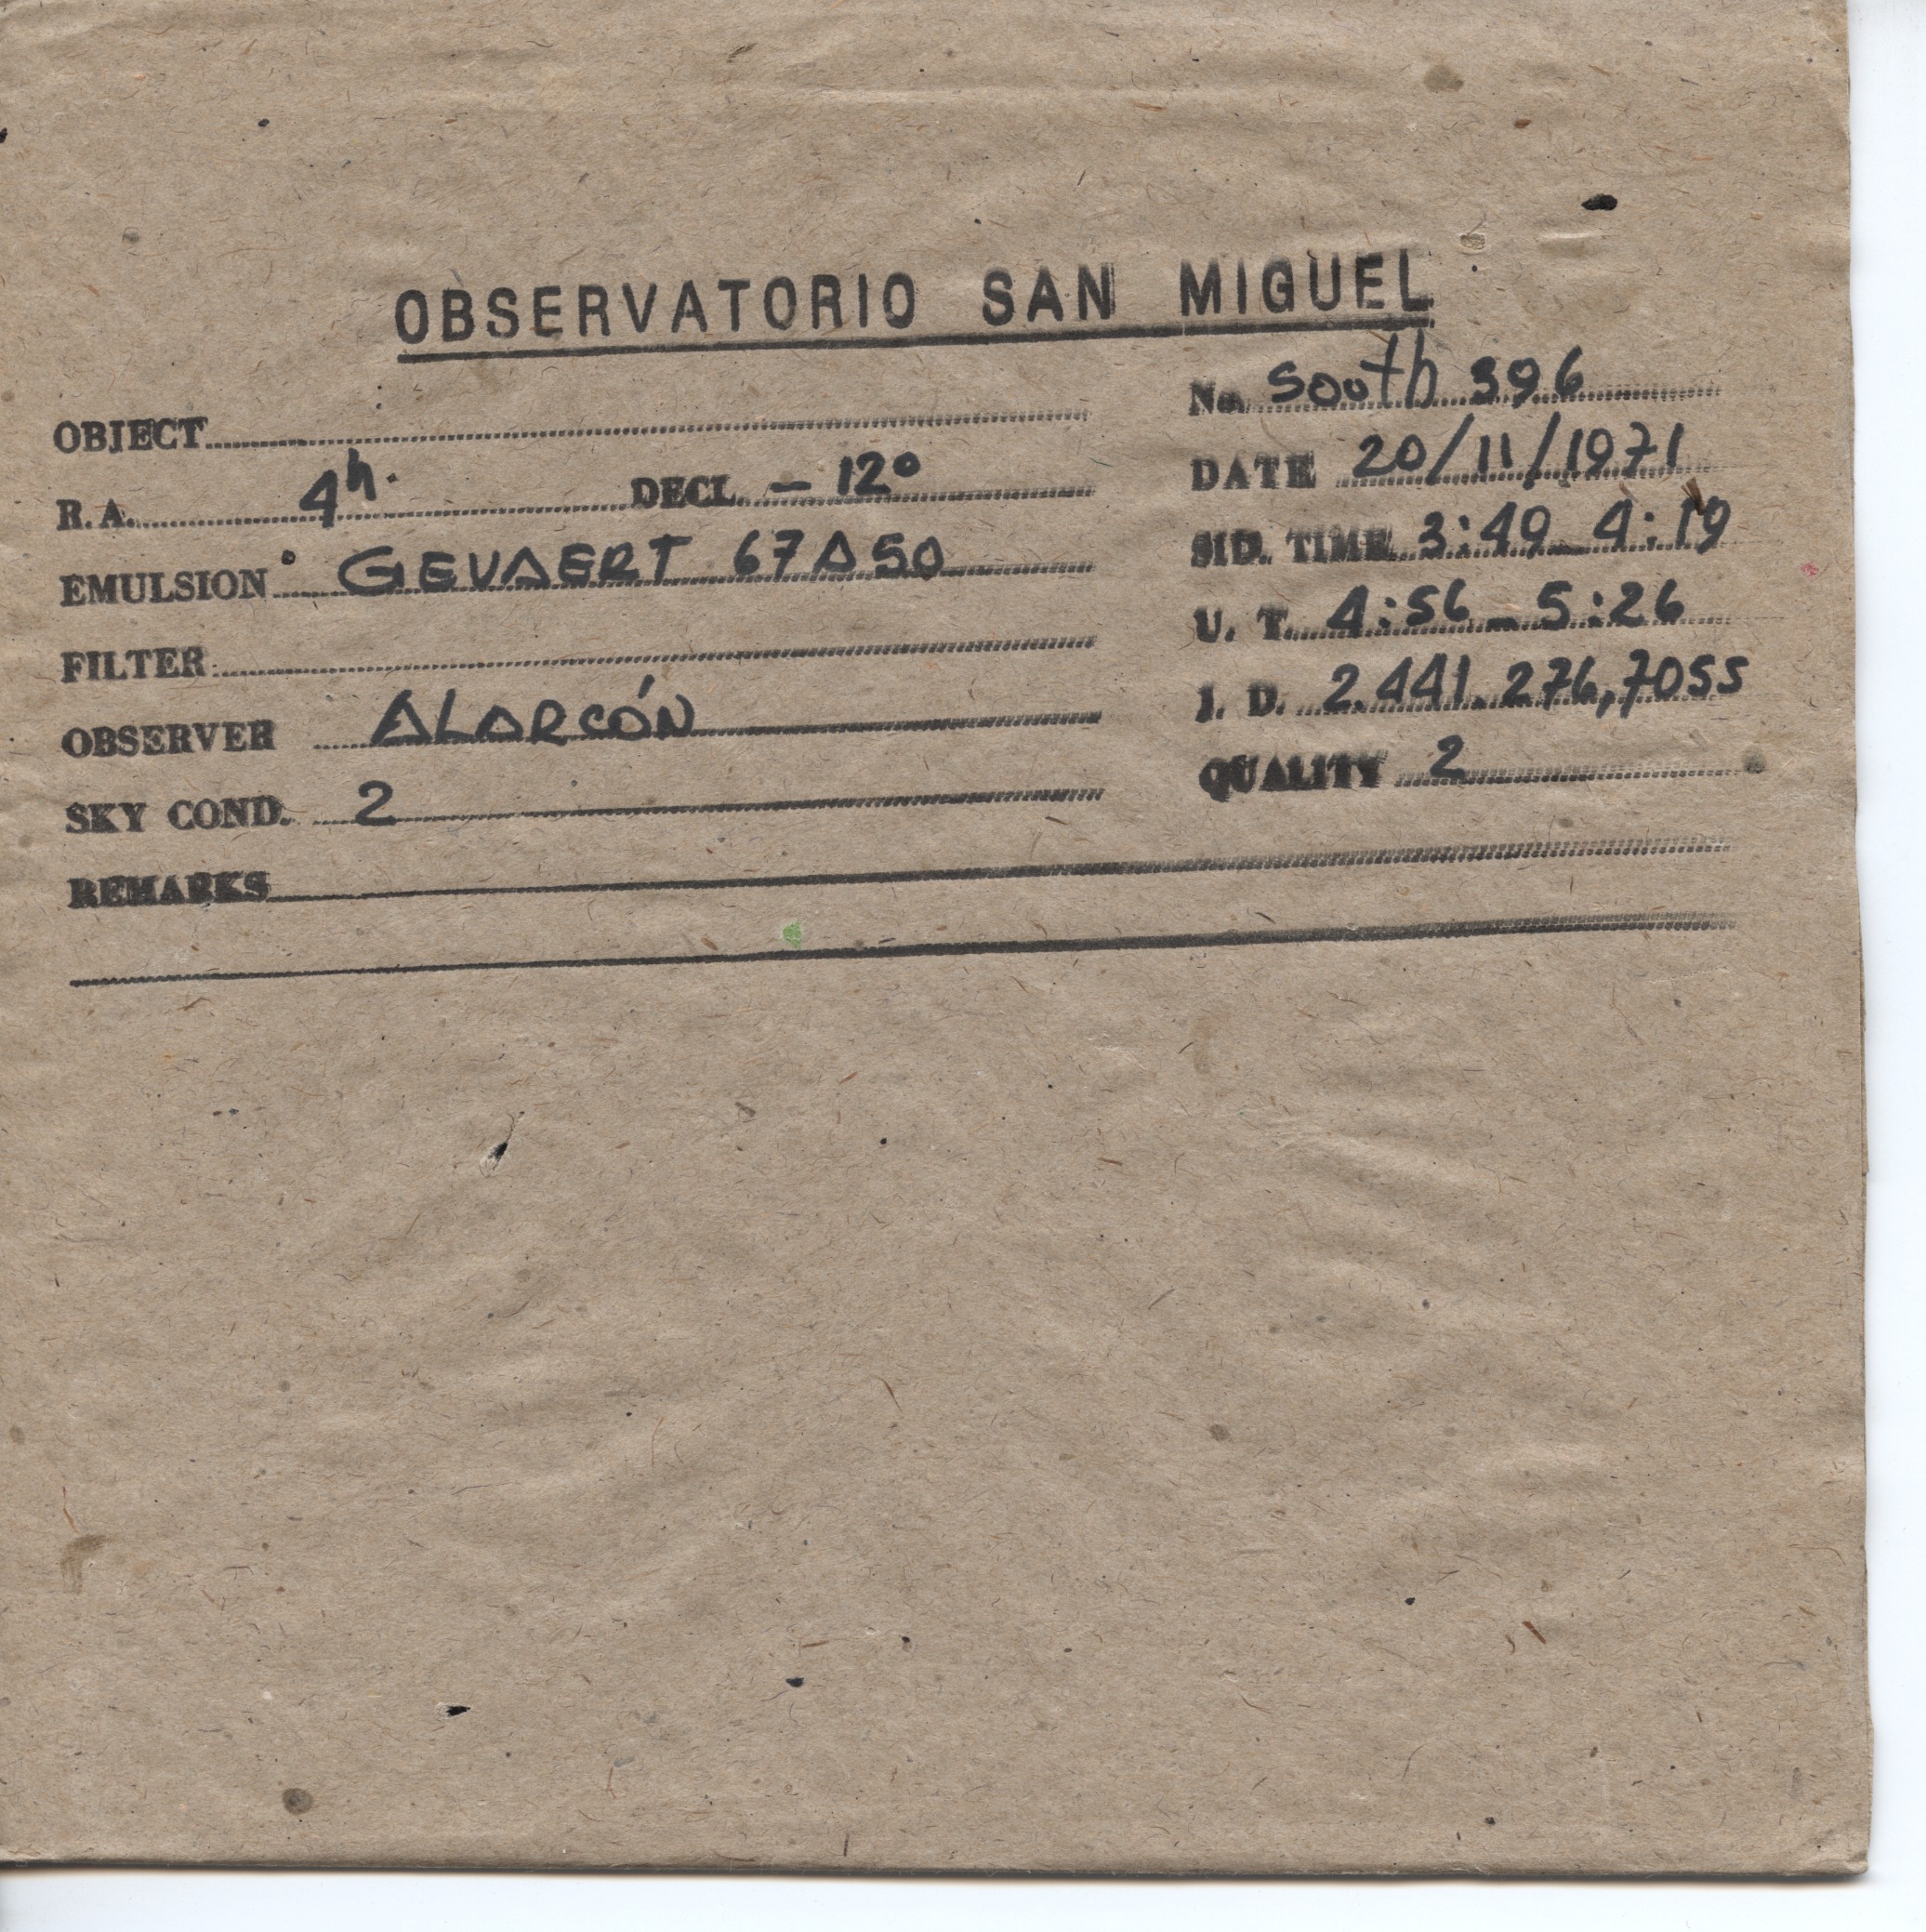 OBSERVATORIO SAN MIGUEL
No. South 396
OBJECT
DATE 20/11/1971
R.A. 4h. DECL. -12°
SID. TIME 3:49 - 4:19
EMULSION GEVAERT 67A50
U. T. 4:56 - 5:26
FILTER
J. D. 2.441.276,7055
OBSERVER ALARCÓN
QUALITY 2
SKY COND. 2
REMARKS